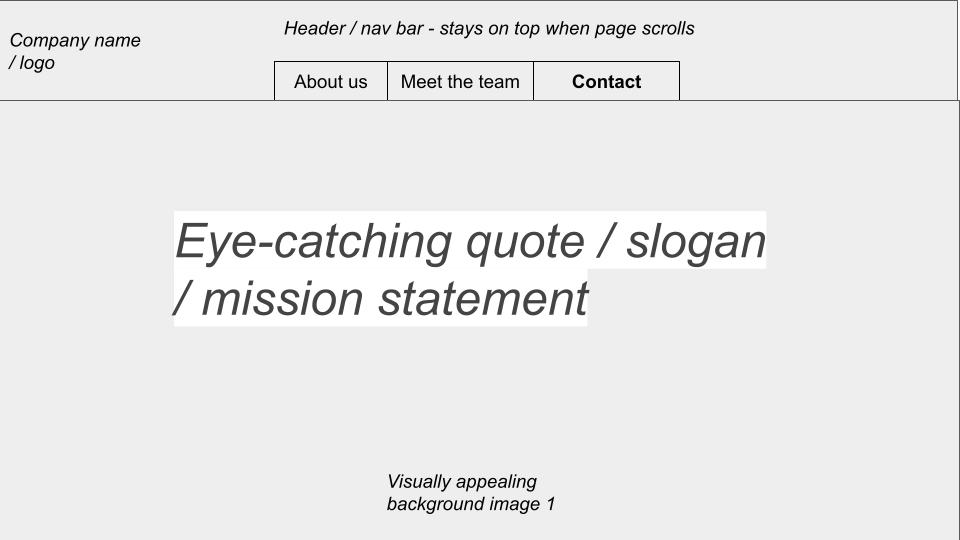 Header / nav bar - stays on top when page scrolls
Company name
/ logo
About us
Meet the team
Contact
Eye-catching quote / slogan
/ mission statement
Visually appealing
background image 1